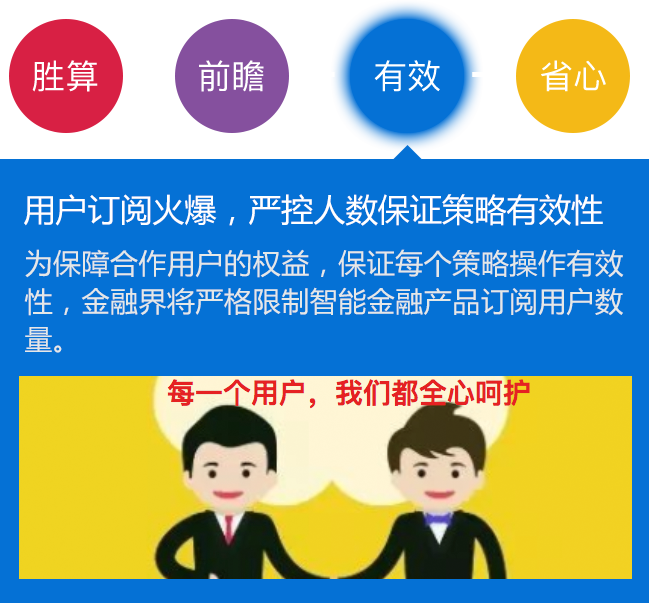 胜算 前瞻 有效 省心
用户订阅火爆，严控人数保证策略有效性
为保障合作用户的权益，保证每个策略操作有效
性，金融界将严格限制智能金融产品订阅用户数
量。
每一个用户，我们都全心呵护